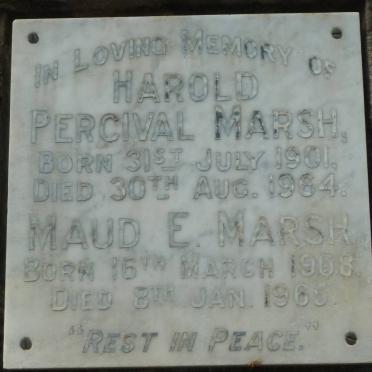 In Loving Memory of
Harold
Percival Marsh,
Born 31st July 1901.
Died 30th Aug. 1964.
Maud E. Marsh
Born 16th March 1908.
Died 8th Jan. 1965.
"Rest in Peace."